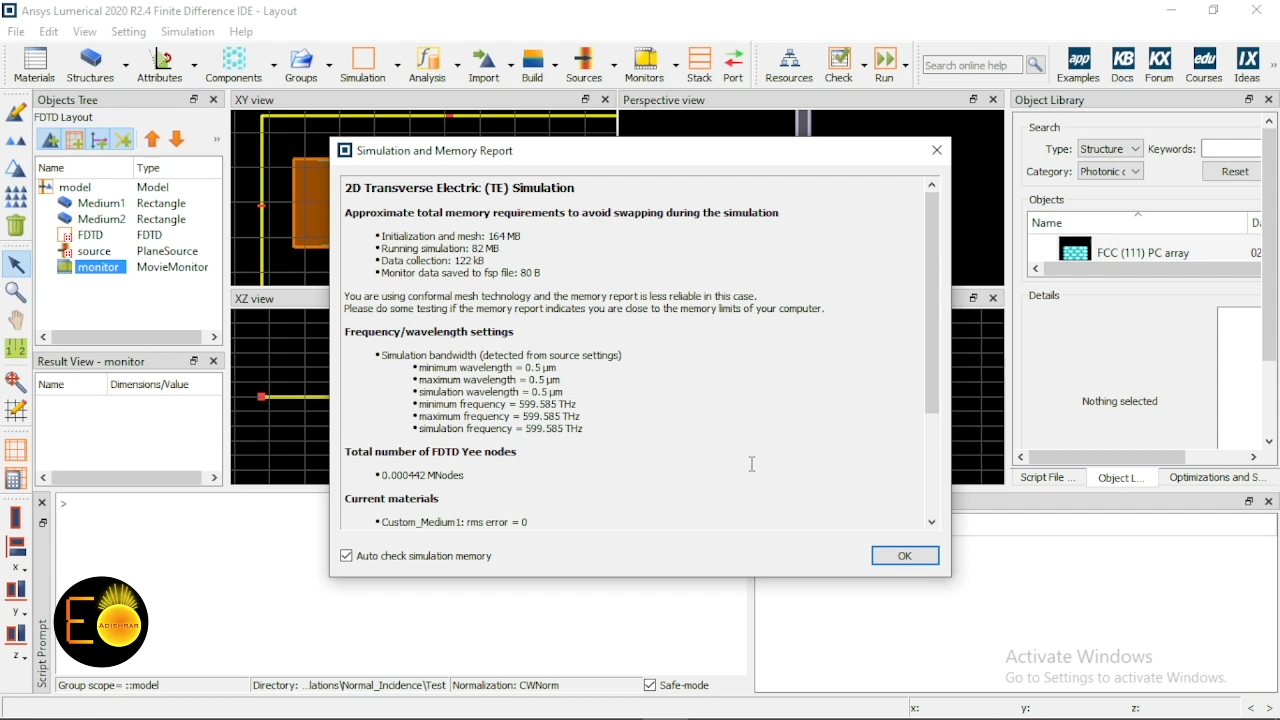 Ansys Lumerical 2020 R2.4 Finite Difference IDE - Layout
File Edit View Setting Simulation Help
Materials Structures Attributes Components Groups Simulation Analysis Import Build Sources Monitors Stack Port Resources Check Run Search online help Examples Docs Forum Courses Ideas
app KB KX edu IX
Objects Tree
FDTD Layout
Name Type
model Model
Medium1 Rectangle
Medium2 Rectangle
FDTD FDTD
source PlaneSource
monitor MovieMonitor
Result View - monitor
Name Dimensions/Value
XY view
Perspective view
XZ view
Simulation and Memory Report
2D Transverse Electric (TE) Simulation
Approximate total memory requirements to avoid swapping during the simulation
• Initialization and mesh: 164 MB
• Running simulation: 82 MB
• Data collection: 122 kB
• Monitor data saved to fsp file: 80 B
You are using conformal mesh technology and the memory report is less reliable in this case.
Please do some testing if the memory report indicates you are close to the memory limits of your computer.
Frequency/wavelength settings
• Simulation bandwidth (detected from source settings)
• minimum wavelength = 0.5 μm
• maximum wavelength = 0.5 μm
• simulation wavelength = 0.5 μm
• minimum frequency = 599.585 THz
• maximum frequency = 599.585 THz
• simulation frequency = 599.585 THz
Total number of FDTD Yee nodes
• 0.000442 MNodes
Current materials
• Custom_Medium1: rms error = 0
Auto check simulation memory
OK
Object Library
Search
Type: Structure Keywords:
Category: Photonic c Reset
Objects
Name D
FCC (111) PC array 02
Details
Nothing selected
Script File ... Object L... Optimizations and S...
>
Script Prompt
x
y
z
E
ADISHRAR
Activate Windows
Go to Settings to activate Windows.
Group scope= ::model Directory: ...lations\Normal_Incidence\Test Normalization: CWNorm Safe-mode
x: y: z: